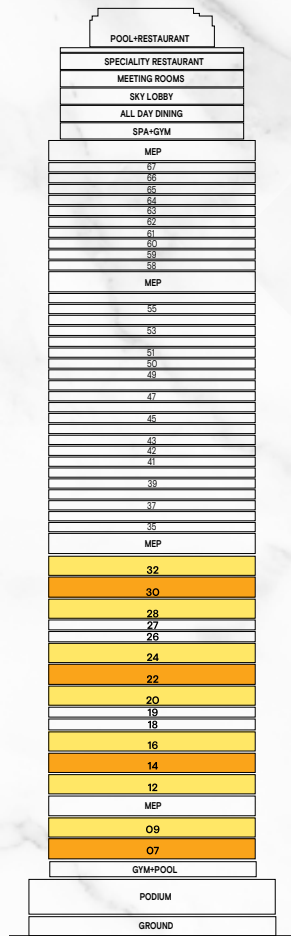 POOL+RESTAURANT
SPECIALITY RESTAURANT
MEETING ROOMS
SKY LOBBY
ALL DAY DINING
SPA+GYM
MEP
67
66
65
64
63
62
61
60
59
58
MEP
55
53
51
50
49
47
45
43
42
41
39
37
35
MEP
32
30
28
27
26
24
22
20
19
18
16
14
12
MEP
09
07
GYM+POOL
PODIUM
GROUND